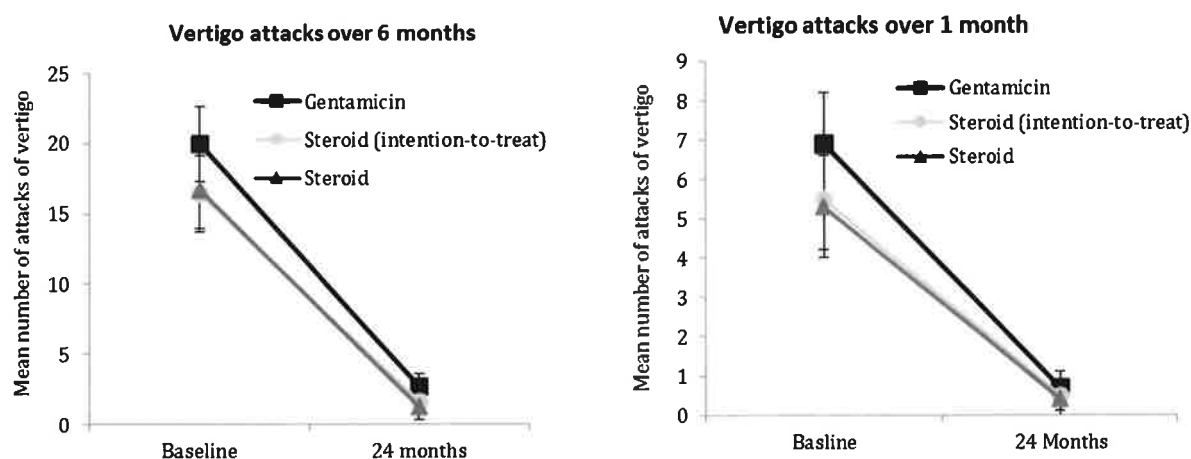 Vertigo attacks over 6 months
Mean number of attacks of vertigo
25
20
15
10
5
0
Gentamicin
Steroid (intention-to-treat)
Steroid
Baseline
24 months
Vertigo attacks over 1 month
Mean number of attacks of vertigo
9
8
7
6
5
4
3
2
1
0
Gentamicin
Steroid (intention-to-treat)
Steroid
Basline
24 Months